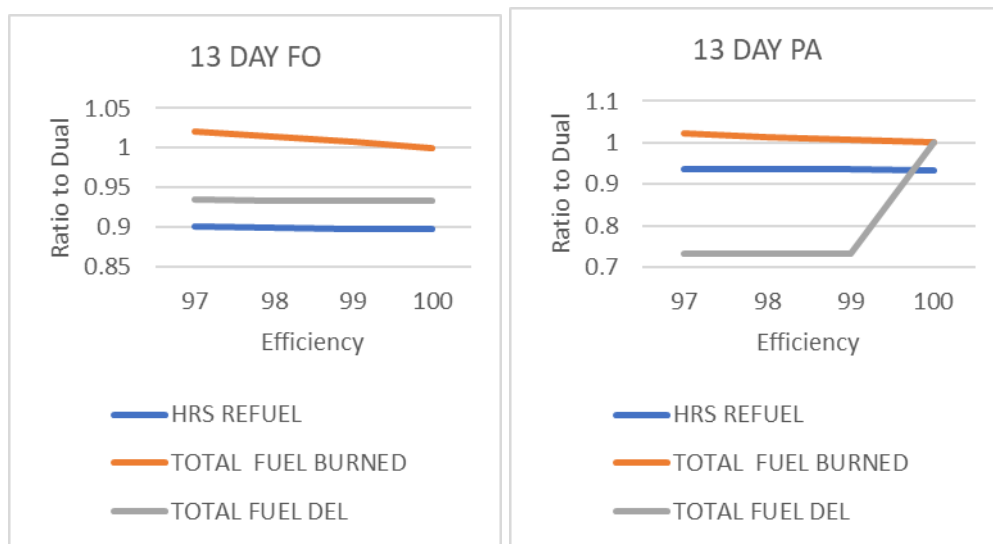 13 DAY FO
Ratio to Dual
1.05
1
0.95
0.9
0.85
97 98 99 100
Efficiency
HRS REFUEL
TOTAL  FUEL BURNED
TOTAL FUEL DEL
13 DAY PA
Ratio to Dual
1.1
1
0.9
0.8
0.7
97 98 99 100
Efficiency
HRS REFUEL
TOTAL  FUEL BURNED
TOTAL FUEL DEL